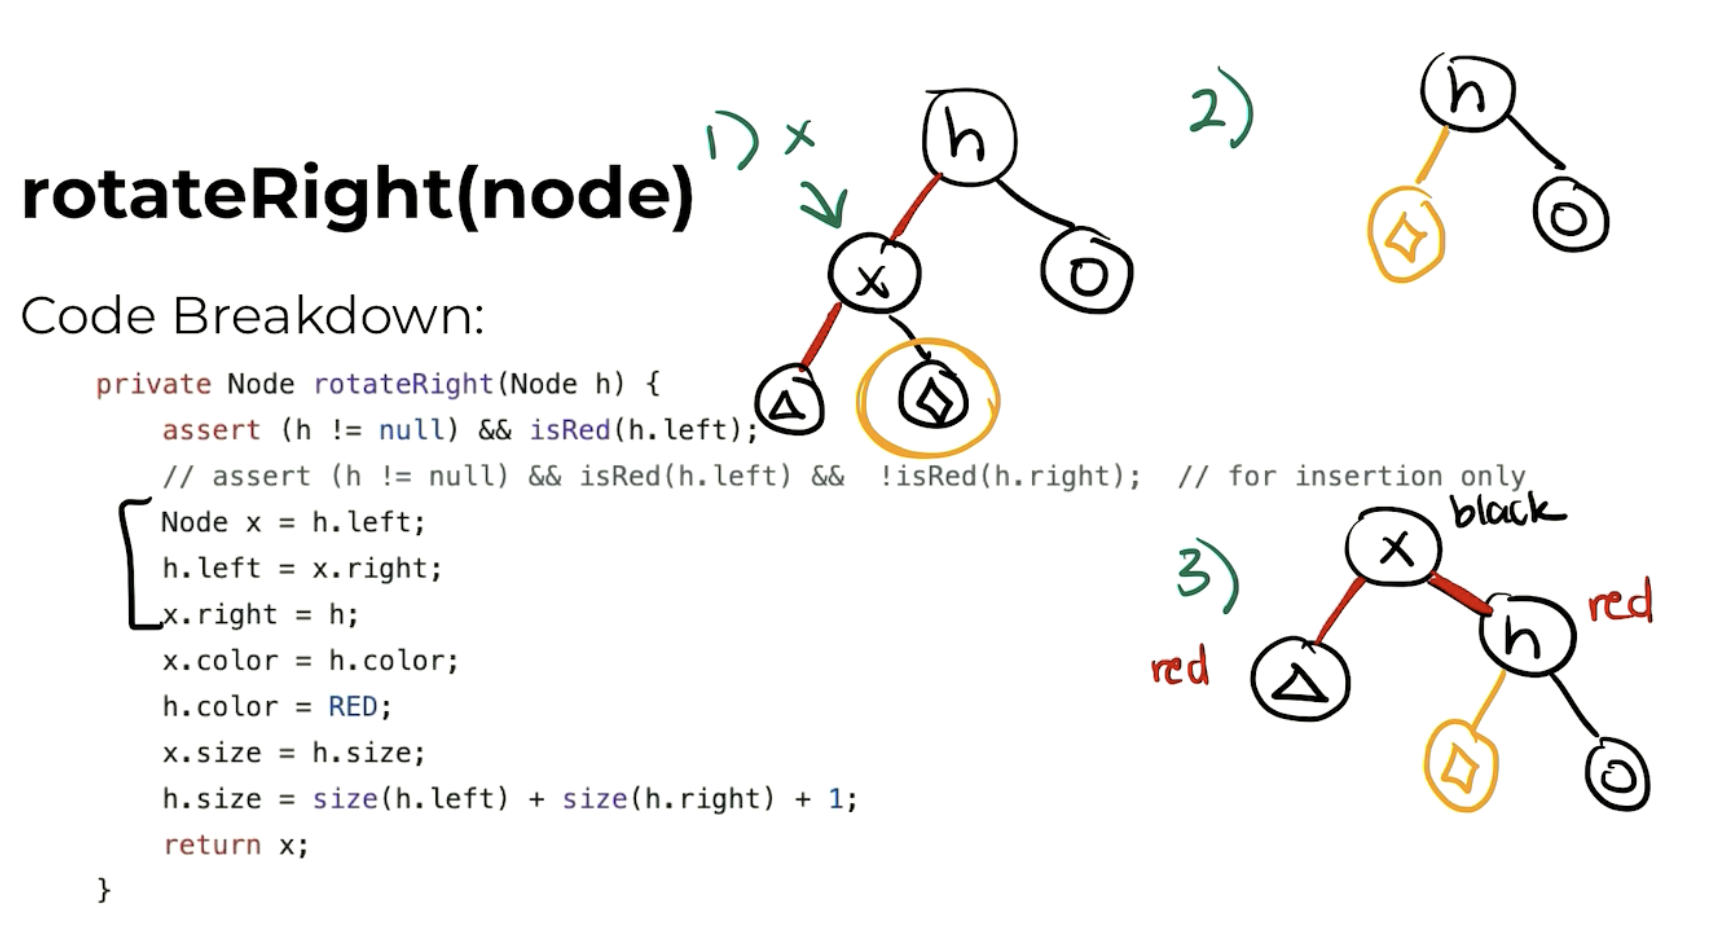 rotateRight(node)
Code Breakdown:
private Node rotateRight(Node h) {
assert (h != null) && isRed(h.left);
// assert (h != null) && isRed(h.left) &&  !isRed(h.right);  // for insertion only
Node x = h.left;
h.left = x.right;
x.right = h;
x.color = h.color;
h.color = RED;
x.size = h.size;
h.size = size(h.left) + size(h.right) + 1;
return x;
}
1) x
h
x
2)
h
3)
x
black
h
red
red